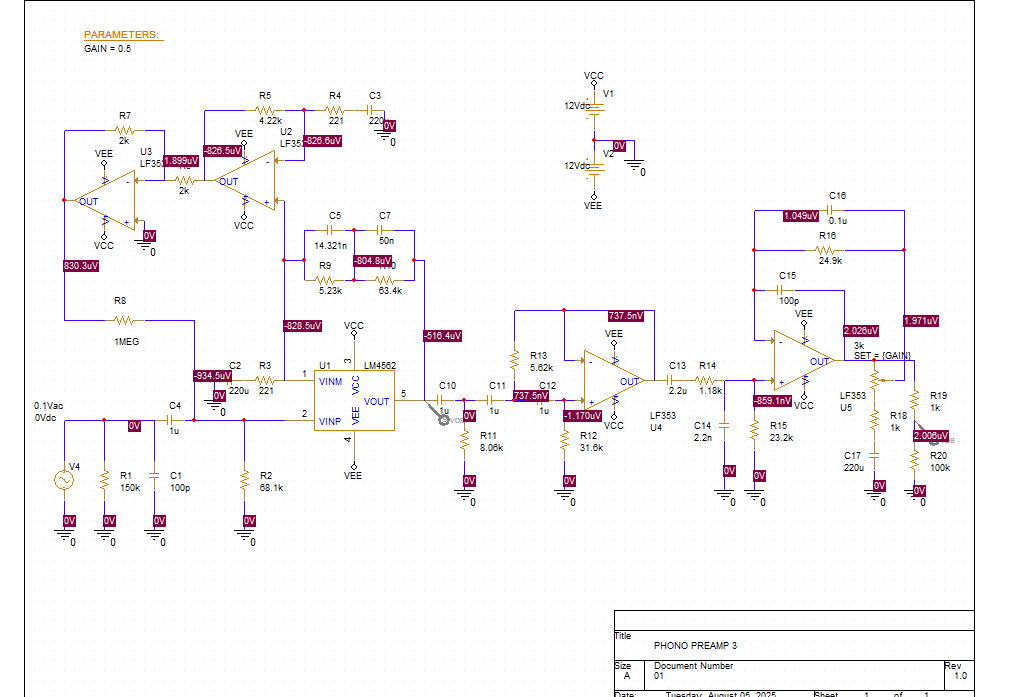 PARAMETERS:
GAIN = 0.5
VCC
V1
12Vdc
0V
V2
0
12Vdc
VEE
R5
4.22k
R4
221
C3
220
0V
0
R7
2k
VEE
U2
LF35
-826.6uV
-826.5uV
VEE
U3
LF35
1.899uV
2k
OUT
-
+
VCC
OUT
-
+
VCC
0V
0
830.3uV
C5
14.321n
C7
50n
-804.8uV
R9
5.23k
63.4k
R8
1MEG
-828.5uV
VCC
-516.4uV
-934.5uV
C2
220u
R3
221
0V
0
1
2
3
4
5
U1
LM4562
VINM
VINP
VCC
VEE
VOUT
VEE
0.1Vac
0Vdc
0V
C4
1u
V4
R1
150k
C1
100p
R2
68.1k
0V
0V
0V
0V
0
0
0
0
C10
1u
0V
R11
8.06k
0V
0
C11
1u
C12
1u
737.5nV
737.5nV
R13
5.62k
-1.170uV
R12
31.6k
0V
0
VEE
-
+
OUT
VCC
LF353
U4
C13
2.2u
R14
1.18k
C14
2.2n
0V
0
-859.1nV
R15
23.2k
0V
0
C16
0.1u
1.049uV
R16
24.9k
C15
100p
VEE
-
+
OUT
VCC
2.026uV
1.971uV
3k
SET = {GAIN}
LF353
U5
R18
1k
C17
220u
0V
0
R19
1k
2.006uV
R20
100k
0V
0
Title
PHONO PREAMP 3
Size
A
Document Number
01
Rev
1.0
Date:
Tuesday, August 05, 2025
Sheet
1
of
1